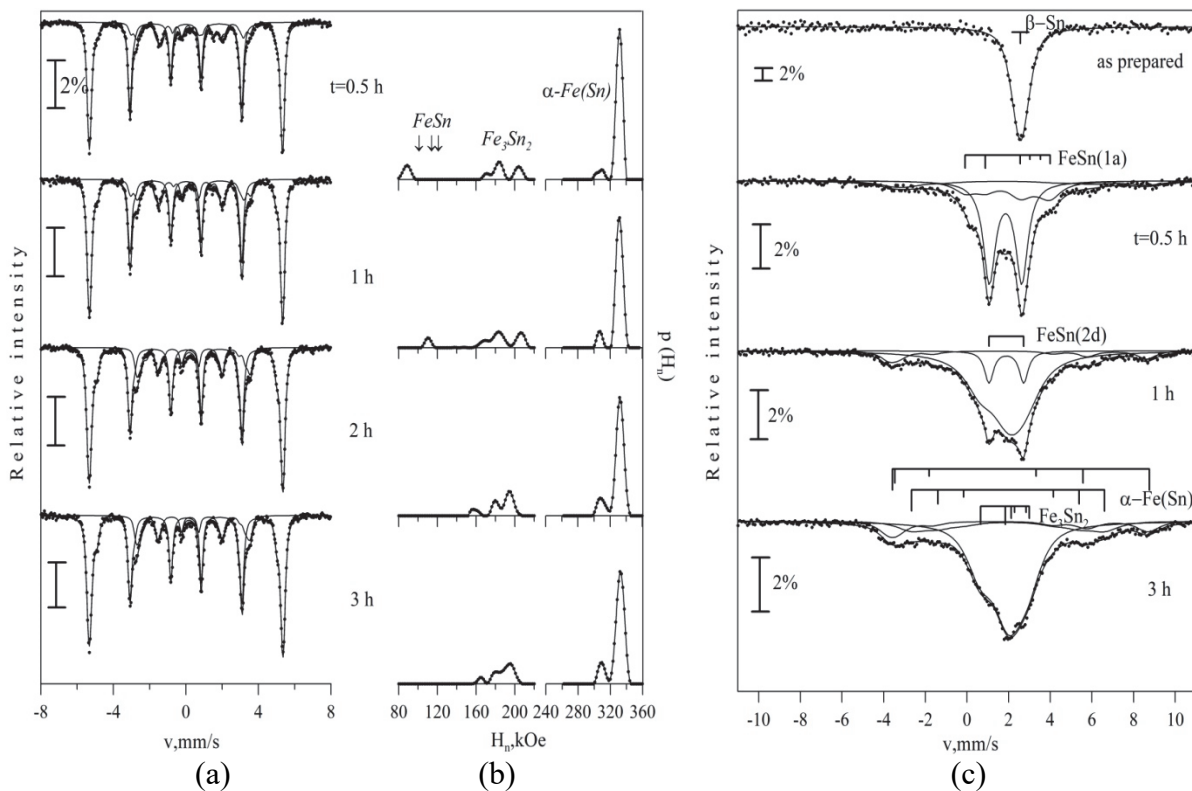 Relative intensity
2%
t=0.5 h
1 h
2 h
3 h
-8 -4 0 4 8
v,mm/s
(a)
α-Fe(Sn)
FeSn
↓ ↓↓
Fe₃Sn₂
p (Hₙ)
80 120 160 200 240 280 320 360
Hₙ,kOe
(b)
Relative intensity
β−Sn
as prepared
2%
FeSn(1a)
t=0.5 h
2%
FeSn(2d)
1 h
2%
α−Fe(Sn)
Fe₃Sn₂
3 h
2%
-10 -8 -6 -4 -2 0 2 4 6 8 10
v,mm/s
(c)